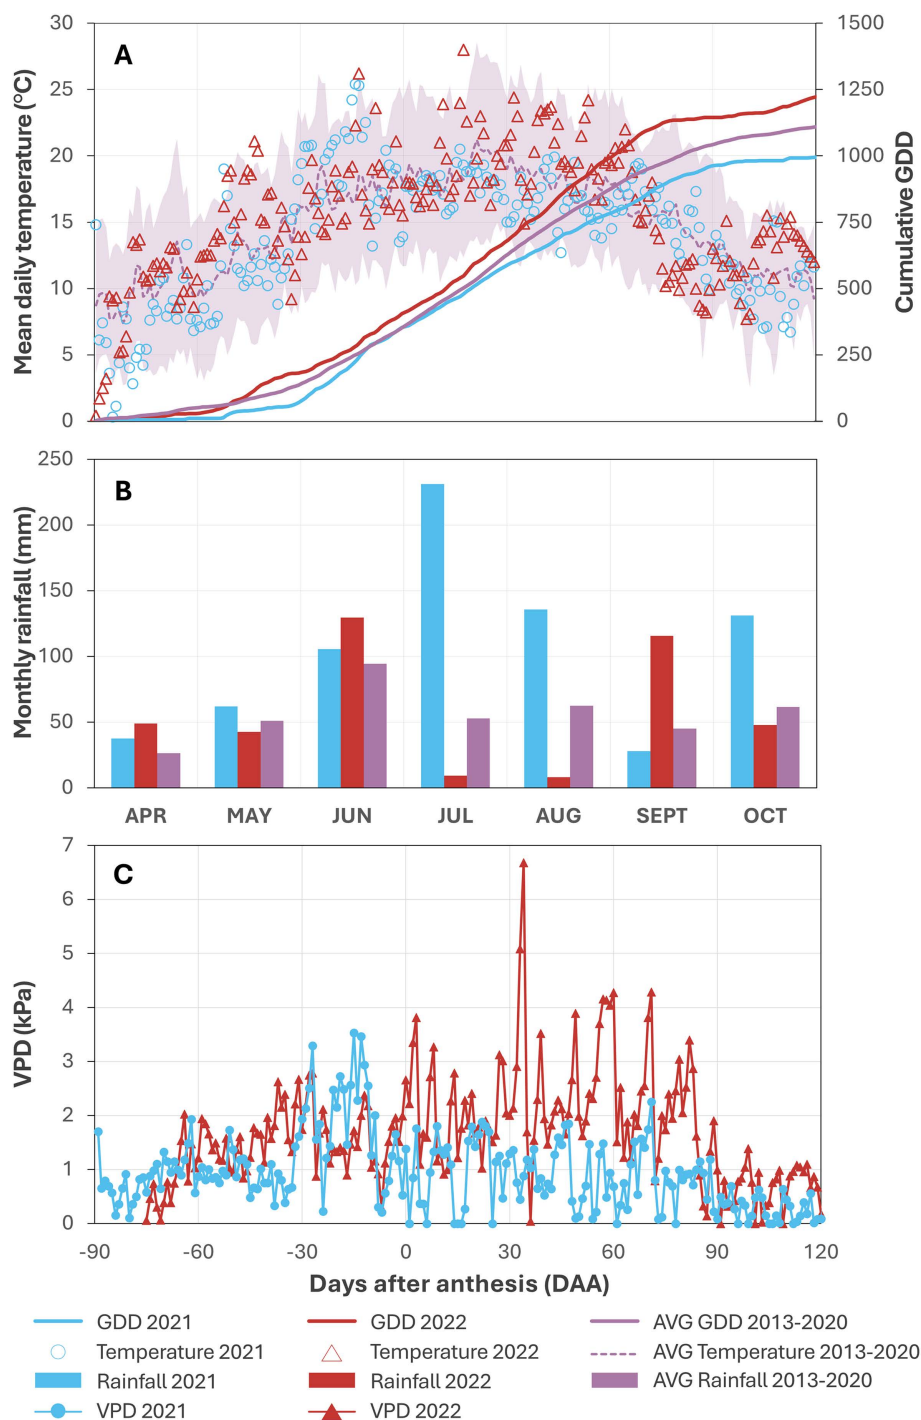 A
Mean daily temperature (°C)
30
25
20
15
10
5
0
1500
1250
1000
750
500
250
0
Cumulative GDD
B
Monthly rainfall (mm)
250
200
150
100
50
0
APR MAY JUN JUL AUG SEPT OCT
C
VPD (kPa)
7
6
5
4
3
2
1
0
-90 -60 -30 0 30 60 90 120
Days after anthesis (DAA)
GDD 2021 GDD 2022 AVG GDD 2013-2020
Temperature 2021 Temperature 2022 AVG Temperature 2013-2020
Rainfall 2021 Rainfall 2022 AVG Rainfall 2013-2020
VPD 2021 VPD 2022